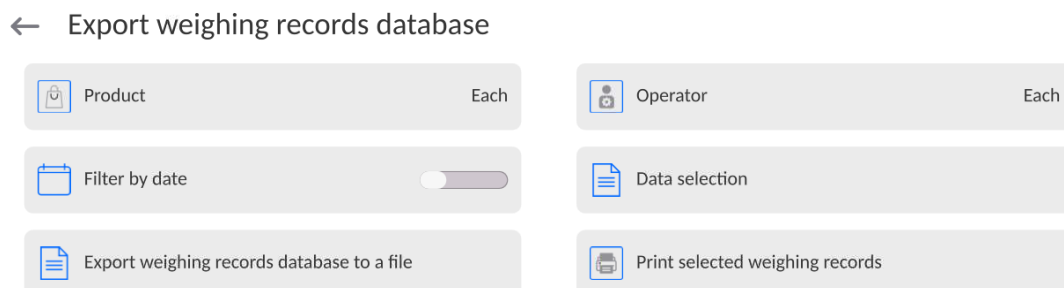 Export weighing records database
Product Each
Operator Each
Filter by date
Data selection
Export weighing records database to a file
Print selected weighing records